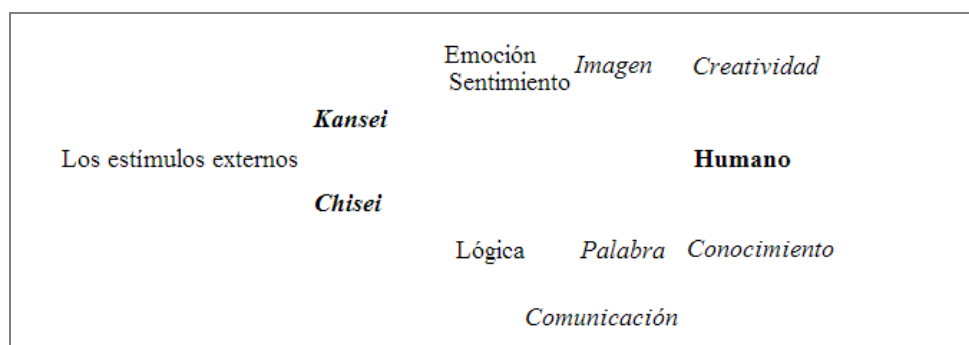 Emoción
Sentimiento Imagen Creatividad
Kansei
Los estímulos externos Humano
Chisei
Lógica Palabra Conocimiento
Comunicación